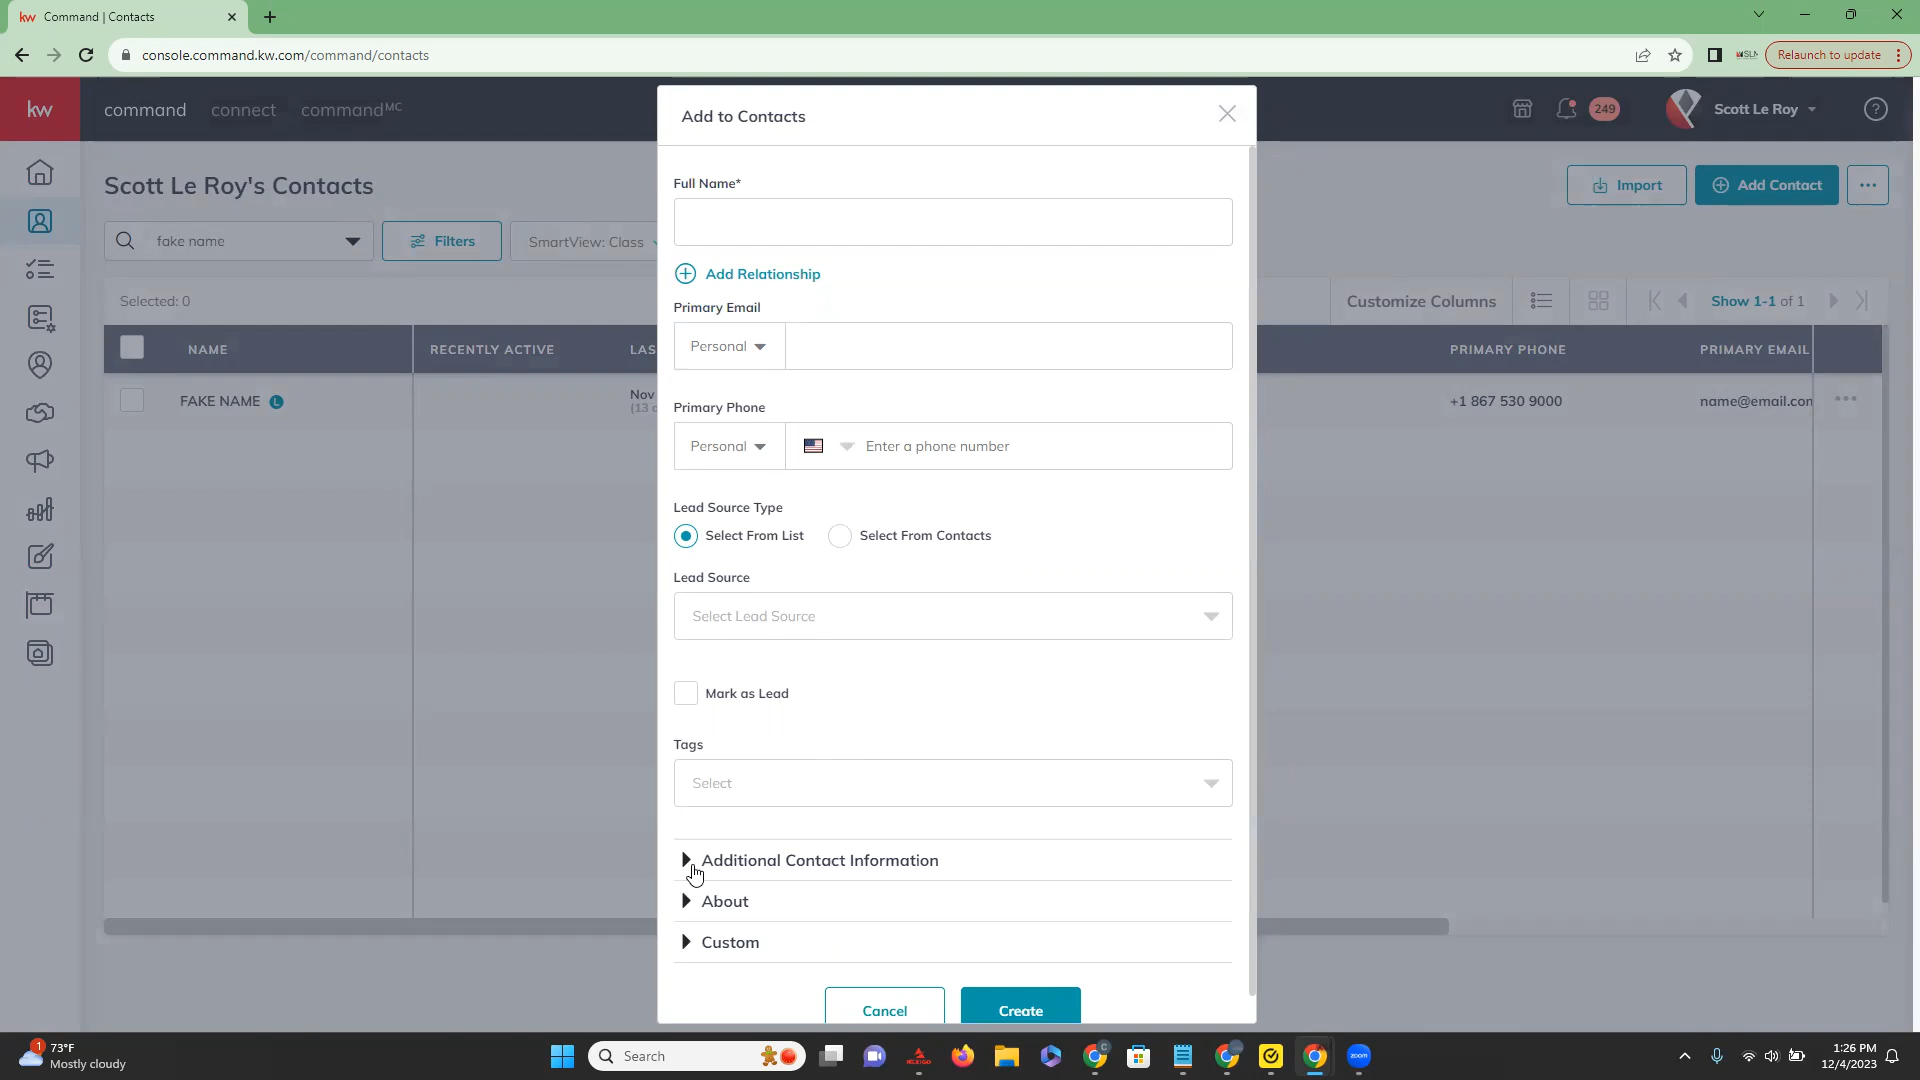 kw Command | Contacts
console.command.kw.com/command/contacts
Relaunch to update
kw
command connect commandMC
249
Scott Le Roy
?
Add to Contacts
Scott Le Roy's Contacts
Import
Add Contact
fake name
Filters
SmartView: Class
Selected: 0
Customize Columns
Show 1-1 of 1
NAME
RECENTLY ACTIVE
LAS
PRIMARY PHONE
PRIMARY EMAIL
FAKE NAME L
Nov
(13
+1 867 530 9000
name@email.con
Full Name*
Add Relationship
Primary Email
Personal
Primary Phone
Personal
Enter a phone number
Lead Source Type
Select From List
Select From Contacts
Lead Source
Select Lead Source
Mark as Lead
Tags
Select
Additional Contact Information
About
Custom
Cancel
Create
1
73°F
Mostly cloudy
Search
C
zoom
1:26 PM
12/4/2023